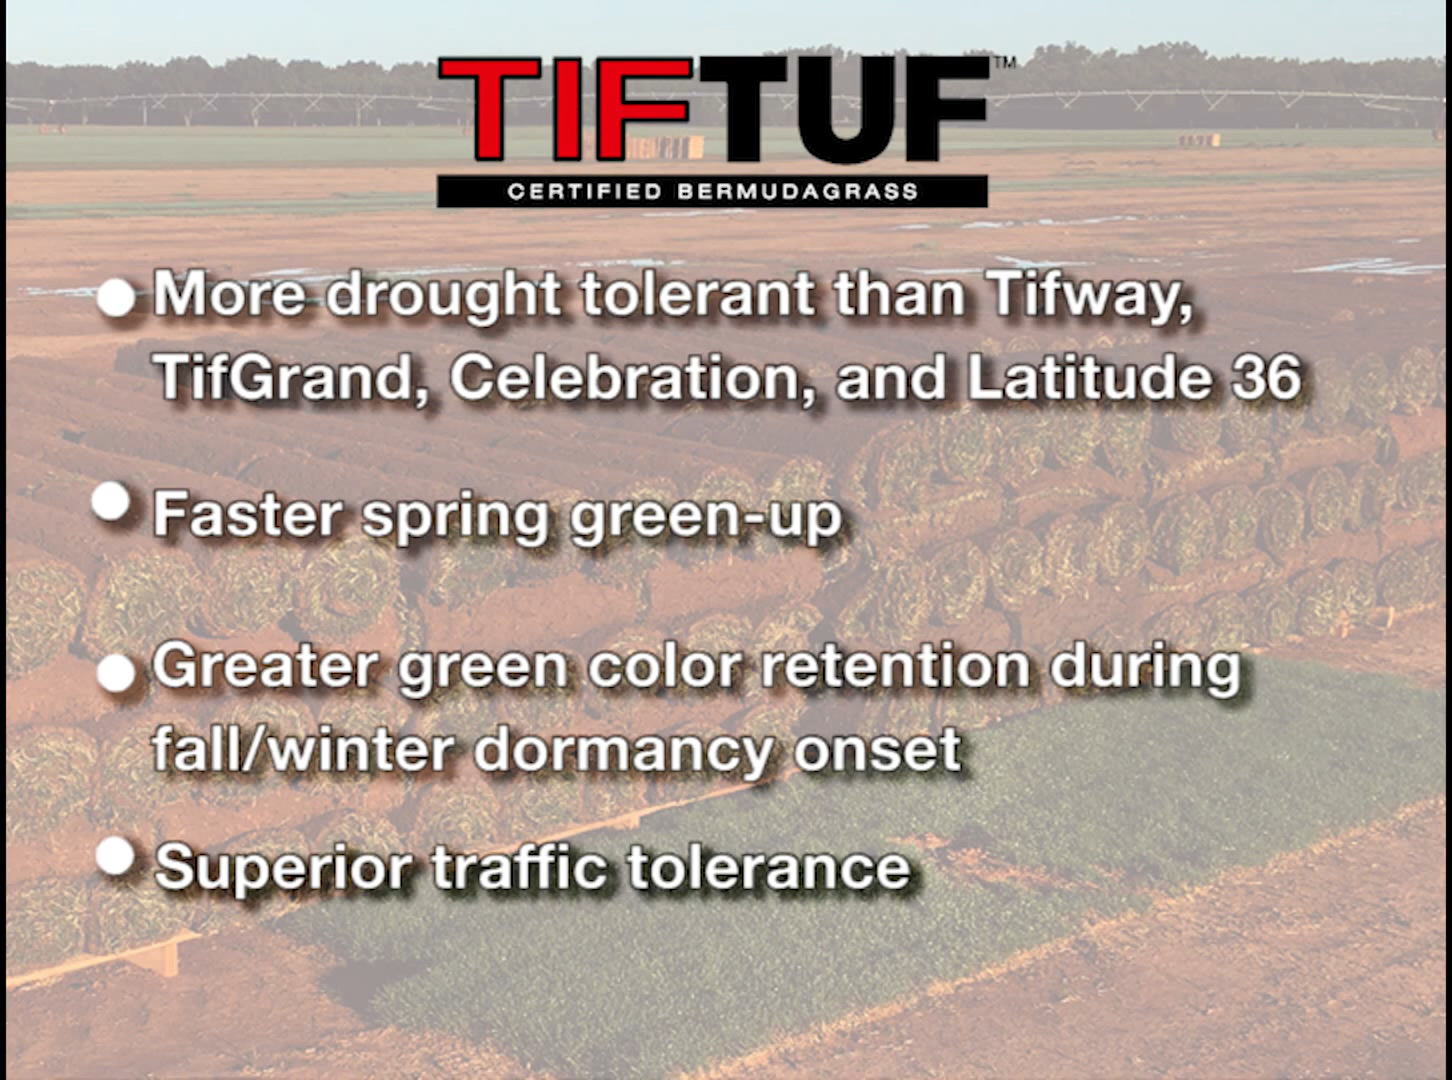 TIFTUF™
CERTIFIED BERMUDAGRASS
More drought tolerant than Tifway,
TifGrand, Celebration, and Latitude 36
Faster spring green-up
Greater green color retention during
fall/winter dormancy onset
Superior traffic tolerance